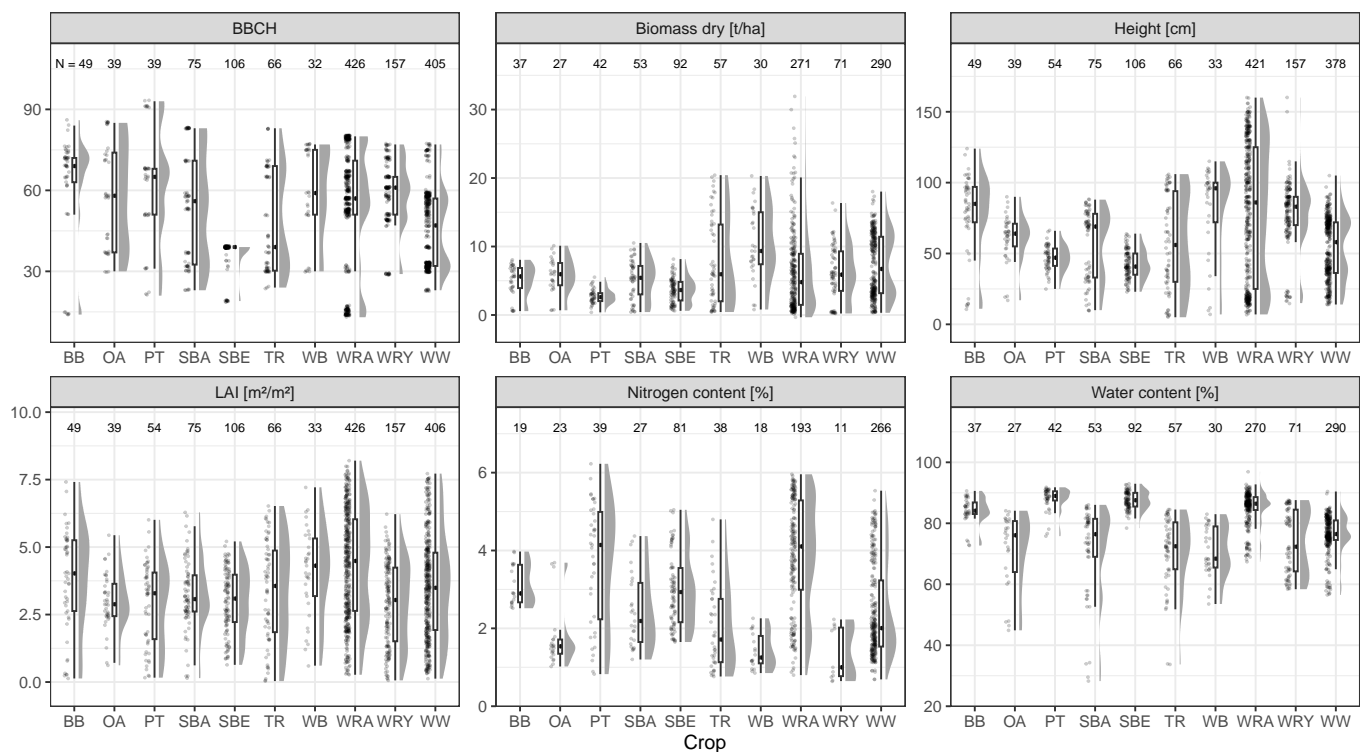 BBCH
Biomass dry [t/ha]
Height [cm]
N = 49 39 39 75 106 66 32 426 157 405
37 27 42 53 92 57 30 271 71 290
49 39 54 75 106 66 33 421 157 378
90
60
30
30
20
10
0
150
100
50
0
BB OA PT SBA SBE TR WB WRA WRY WW
BB OA PT SBA SBE TR WB WRA WRY WW
BB OA PT SBA SBE TR WB WRA WRY WW
LAI [m²/m²]
Nitrogen content [%]
Water content [%]
49 39 54 75 106 66 33 426 157 406
19 23 39 27 81 38 18 193 11 266
37 27 42 53 92 57 30 270 71 290
10.0
7.5
5.0
2.5
0.0
6
4
2
0
100
80
60
40
20
BB OA PT SBA SBE TR WB WRA WRY WW
BB OA PT SBA SBE TR WB WRA WRY WW
BB OA PT SBA SBE TR WB WRA WRY WW
Crop